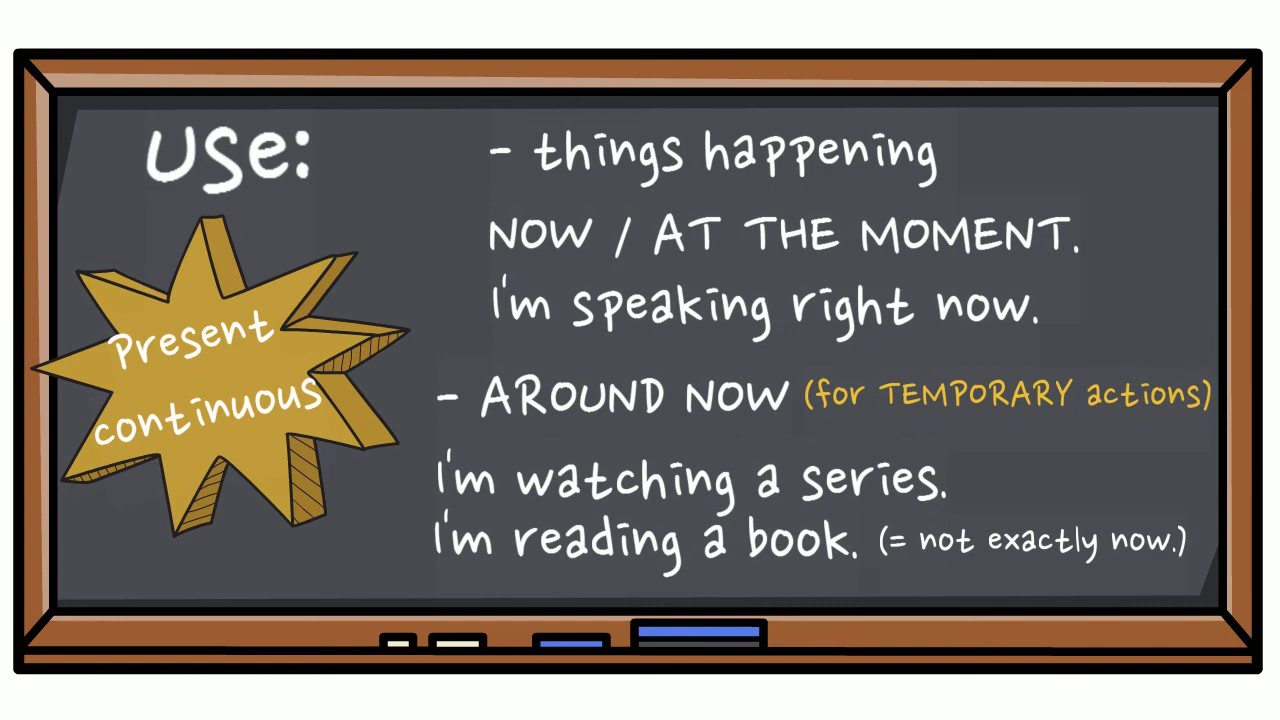 Use:
Present
continuous
- things happening
NOW / AT THE MOMENT.
I'm speaking right now.
- AROUND NOW (for TEMPORARY actions)
I'm watching a series.
I'm reading a book. (= not exactly now.)